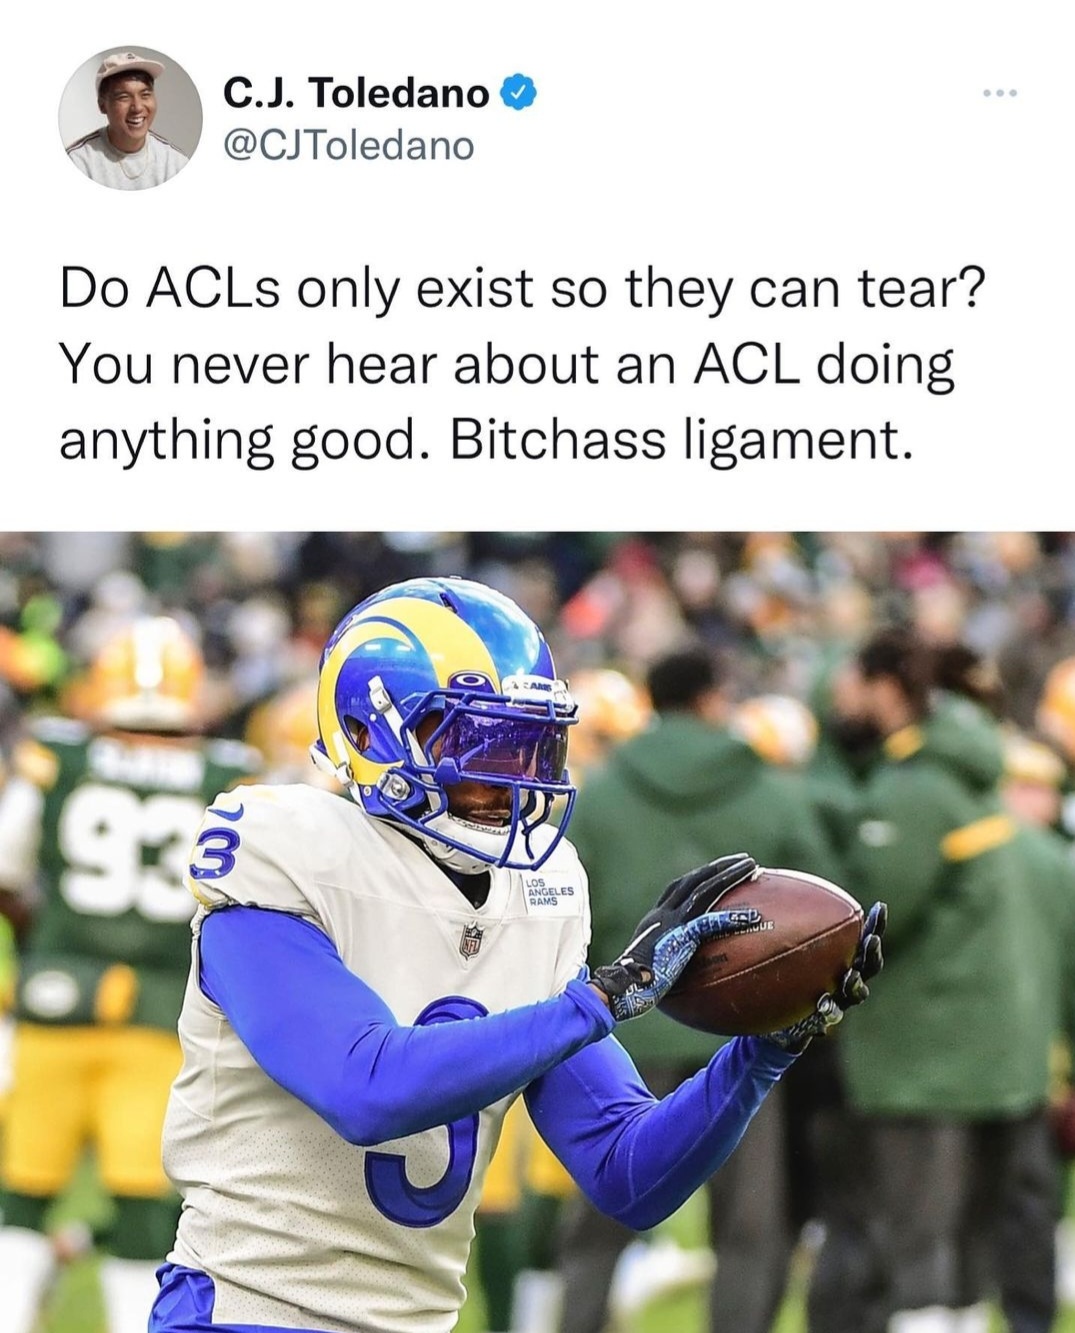 C.J. Toledano
@CJToledano
Do ACLs only exist so they can tear?
You never hear about an ACL doing
anything good. Bitchass ligament.
93
3
LOS
ANGELES
RAMS
NFL
3